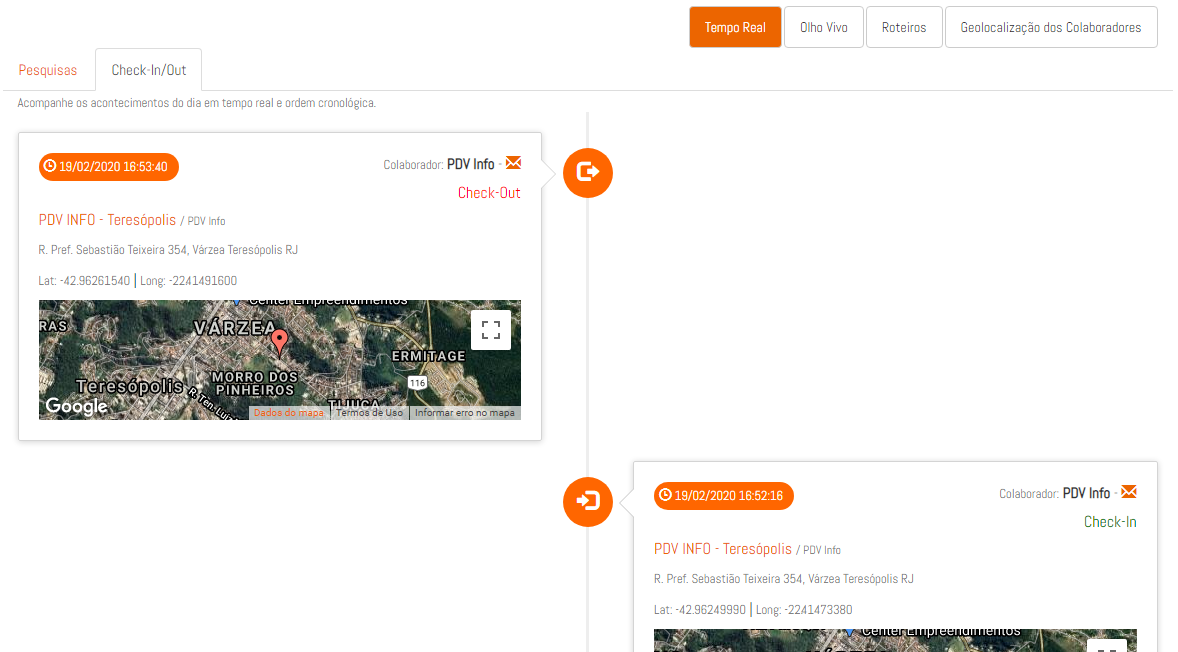 Tempo Real
Olho Vivo
Roteiros
Geolocalização dos Colaboradores
Pesquisas
Check-In/Out
Acompanhe os acontecimentos do dia em tempo real e ordem cronológica.
19/02/2020 16:53:40
Colaborador: PDV Info -
Check-Out
PDV INFO - Teresópolis / PDV Info
R. Pref. Sebastião Teixeira 354, Várzea Teresópolis RJ
Lat: -42.96261540 | Long: -22.41491600
Center Empreendimentos
RAS
VÁRZEA
ERMITAGE
116
MORRO DOS
PINHEIROS
Teresópolis
TIJUCA
Google
Dados do mapa
Termos de Uso
Informar erro no mapa
19/02/2020 16:52:16
Colaborador: PDV Info -
Check-In
PDV INFO - Teresópolis / PDV Info
R. Pref. Sebastião Teixeira 354, Várzea Teresópolis RJ
Lat: -42.96249990 | Long: -22.41473380
Center Empreendimentos